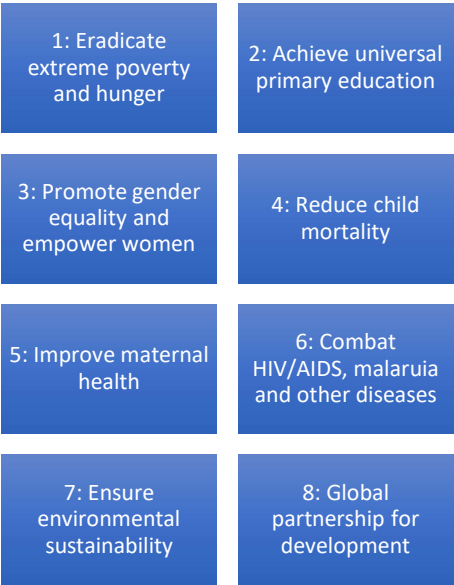 1: Eradicate
extreme poverty
and hunger
2: Achieve universal
primary education
3: Promote gender
equality and
empower women
4: Reduce child
mortality
5: Improve maternal
health
6: Combat
HIV/AIDS, malaruia
and other diseases
7: Ensure
environmental
sustainability
8: Global
partnership for
development